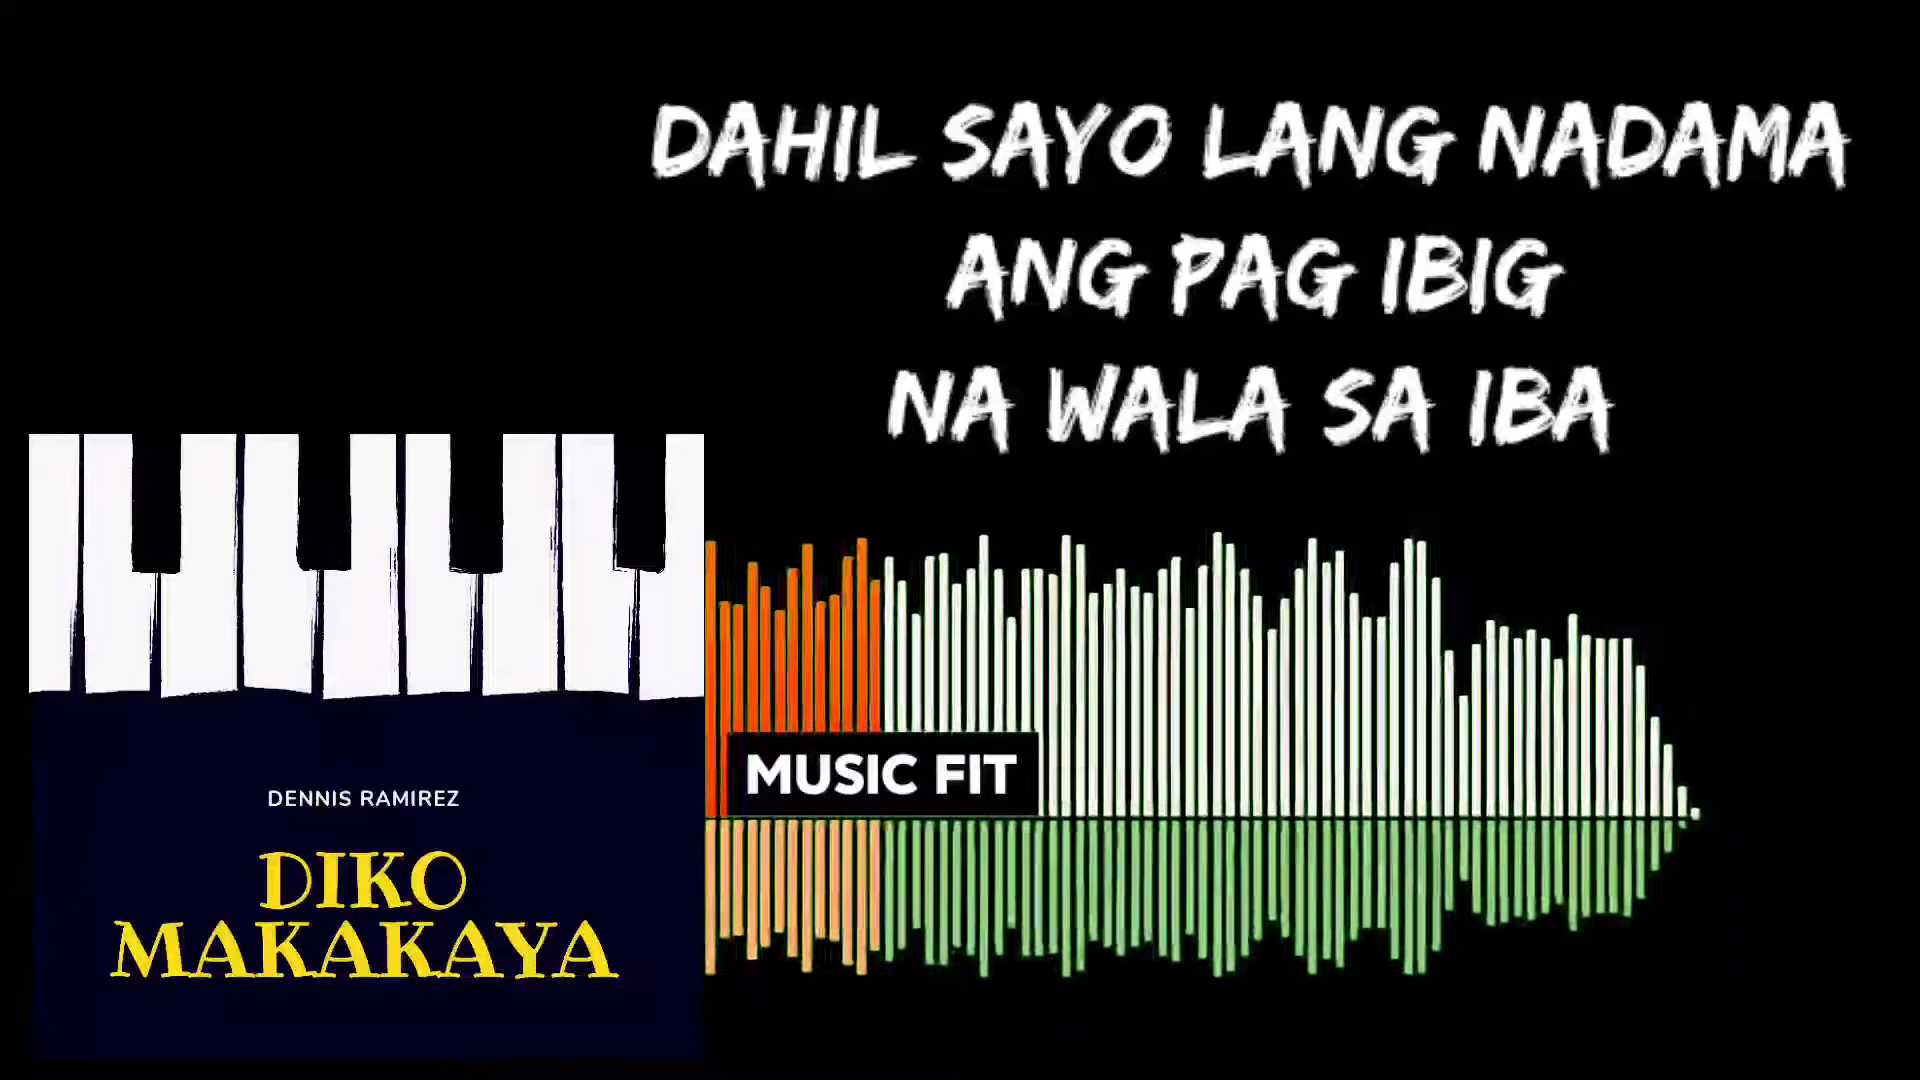 DAHIL SAYO LANG NADAMA
ANG PAG IBIG
NA WALA SA IBA
MUSIC FIT
DENNIS RAMIREZ
DIKO
MAKAKAYA